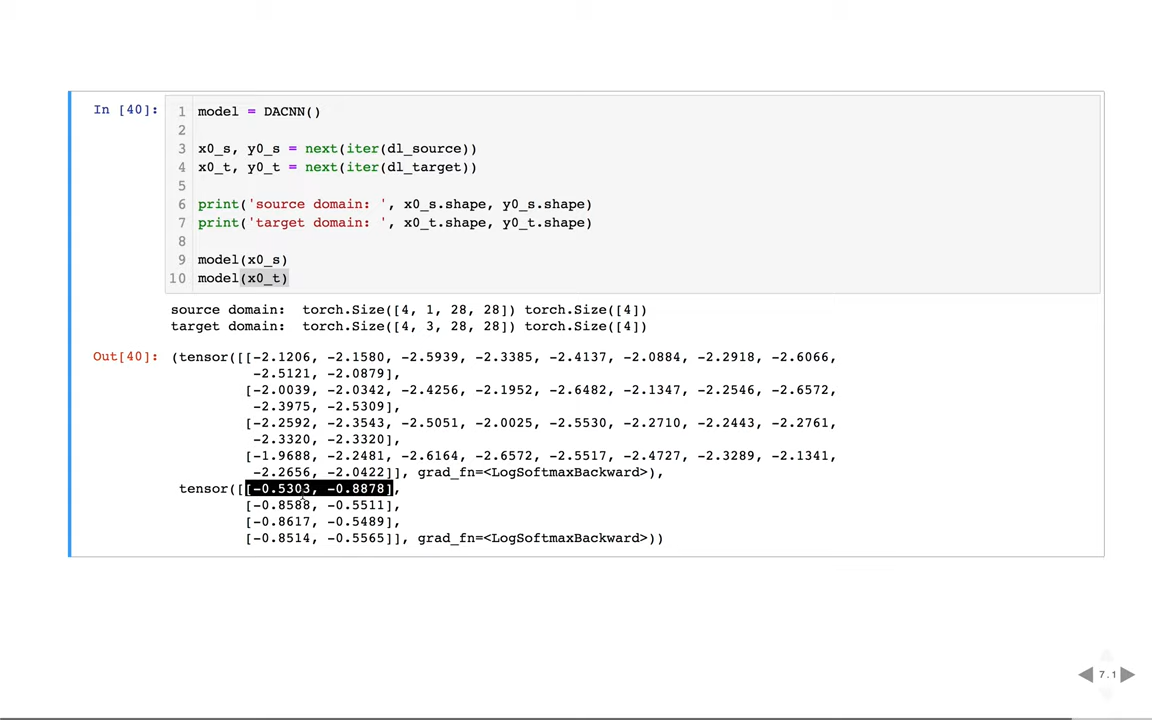 In [40]:
1 model = DACNN()
2
3 x0_s, y0_s = next(iter(dl_source))
4 x0_t, y0_t = next(iter(dl_target))
5
6 print('source domain: ', x0_s.shape, y0_s.shape)
7 print('target domain: ', x0_t.shape, y0_t.shape)
8
9 model(x0_s)
10 model(x0_t)
source domain:  torch.Size([4, 1, 28, 28]) torch.Size([4])
target domain:  torch.Size([4, 3, 28, 28]) torch.Size([4])
Out[40]: (tensor([[-2.1206, -2.1580, -2.5939, -2.3385, -2.4137, -2.0884, -2.2918, -2.6066,
-2.5121, -2.0879],
[-2.0039, -2.0342, -2.4256, -2.1952, -2.6482, -2.1347, -2.2546, -2.6572,
-2.3975, -2.5309],
[-2.2592, -2.3543, -2.5051, -2.0025, -2.5530, -2.2710, -2.2443, -2.2761,
-2.3320, -2.3320],
[-1.9688, -2.2481, -2.6164, -2.6572, -2.5517, -2.4727, -2.3289, -2.1341,
-2.2656, -2.0422]], grad_fn=<LogSoftmaxBackward>),
tensor([[-0.5303, -0.8878],
[-0.8588, -0.5511],
[-0.8617, -0.5489],
[-0.8514, -0.5565]], grad_fn=<LogSoftmaxBackward>))
7.1